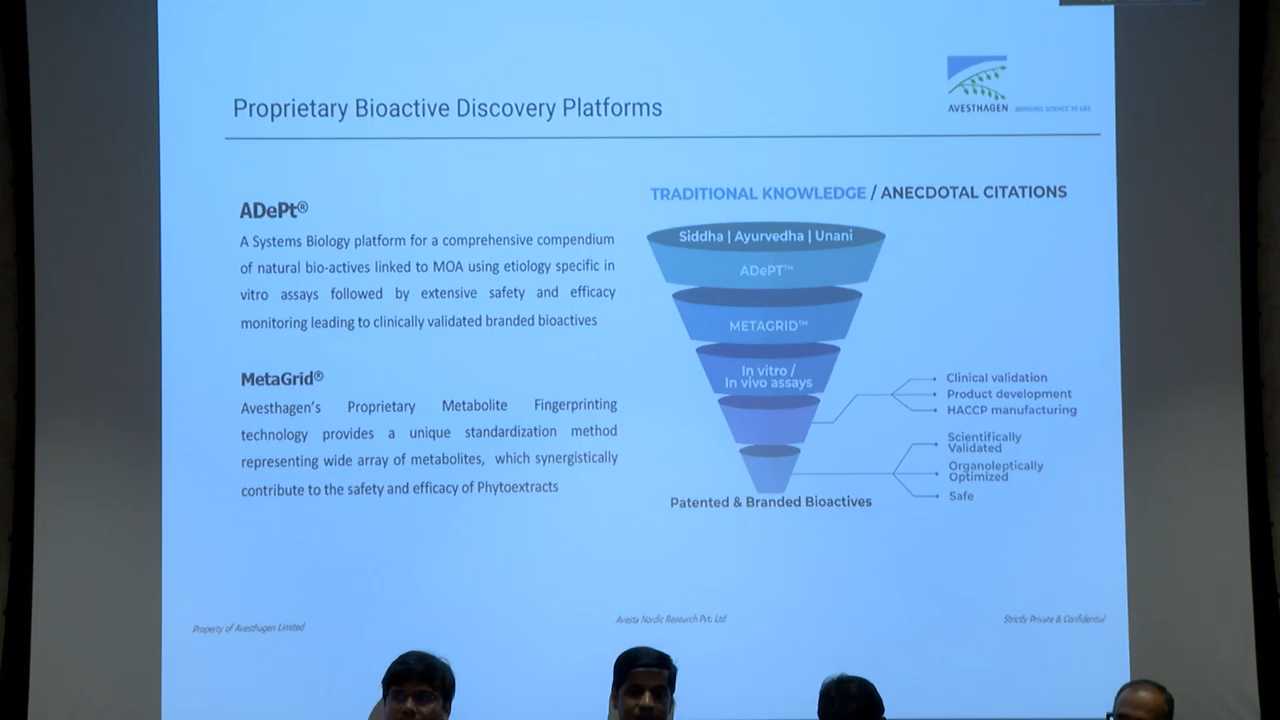 Proprietary Bioactive Discovery Platforms
AVESTHAGEN BRINGING SCIENCE TO LIFE
ADePt®
A Systems Biology platform for a comprehensive compendium
of natural bio-actives linked to MOA using etiology specific in
vitro assays followed by extensive safety and efficacy
monitoring leading to clinically validated branded bioactives
MetaGrid®
Avesthagen's Proprietary Metabolite Fingerprinting
technology provides a unique standardization method
representing wide array of metabolites, which synergistically
contribute to the safety and efficacy of Phytoextracts
TRADITIONAL KNOWLEDGE / ANECDOTAL CITATIONS
Siddha | Ayurvedha | Unani
ADePT™
METAGRID™
In vitro /
In vivo assays
Clinical validation
Product development
HACCP manufacturing
Scientifically
Validated
Organoleptically
Optimized
Safe
Patented & Branded Bioactives
Property of Avesthagen Limited
Avesta Nordic Research Pvt. Ltd
Strictly Private & Confidential